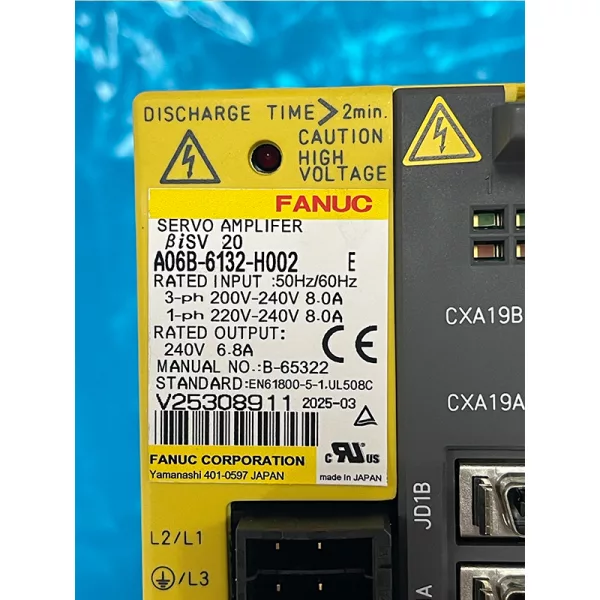 DISCHARGE TIME > 2min.
CAUTION
HIGH
VOLTAGE
FANUC
SERVO AMPLIFER
βiSV 20
A06B-6132-H002 E
RATED INPUT :50Hz/60Hz
3-ph 200V-240V 8.0A
1-ph 220V-240V 8.0A
RATED OUTPUT:
240V 6.8A
CE
MANUAL NO.:B-65322
STANDARD:EN61800-5-1,UL508C
V25308911 2025-03
c RU US
FANUC CORPORATION
Yamanashi 401-0597 JAPAN
made in JAPAN
L2/L1
/L3
CXA19B
CXA19A
JD1B
A